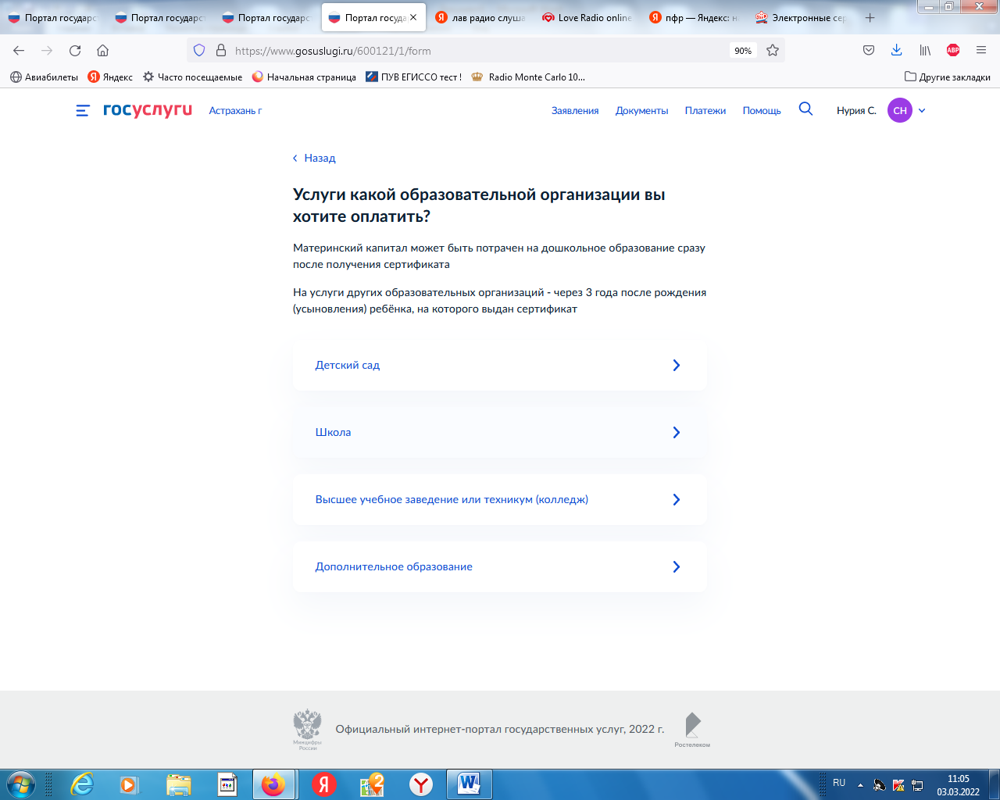 Портал государст
Портал государст
Портал государст
Портал госуда
лав радио слуша
Love Radio online
пфр — Яндекс: н
Электронные сер
https://www.gosuslugi.ru/600121/1/form
90%
ABP
Авиабилеты
Яндекс
Часто посещаемые
Начальная страница
ПУВ ЕГИССО тест !
Radio Monte Carlo 10...
Другие закладки
госуслуги
Астрахань г
Заявления
Документы
Платежи
Помощь
Нурия С.
СН
Назад
Услуги какой образовательной организации вы
хотите оплатить?
Материнский капитал может быть потрачен на дошкольное образование сразу
после получения сертификата
На услуги других образовательных организаций - через 3 года после рождения
(усыновления) ребёнка, на которого выдан сертификат
Детский сад
Школа
Высшее учебное заведение или техникум (колледж)
Дополнительное образование
Минцифры
России
Официальный интернет-портал государственных услуг, 2022 г.
Ростелеком
RU
11:05
03.03.2022